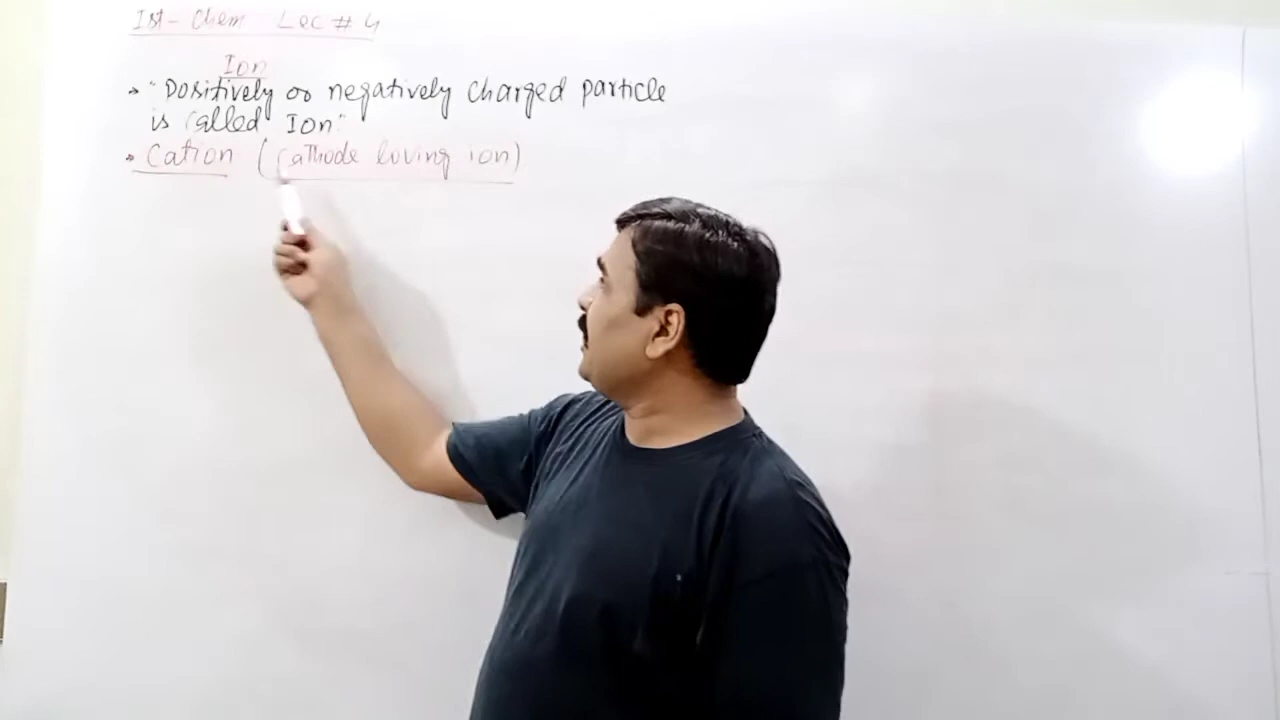 Ist - Chem Lec # 4
Ion
→ "Positively or negatively charged particle
is called Ion"
→ Cation (Cathode loving ion)